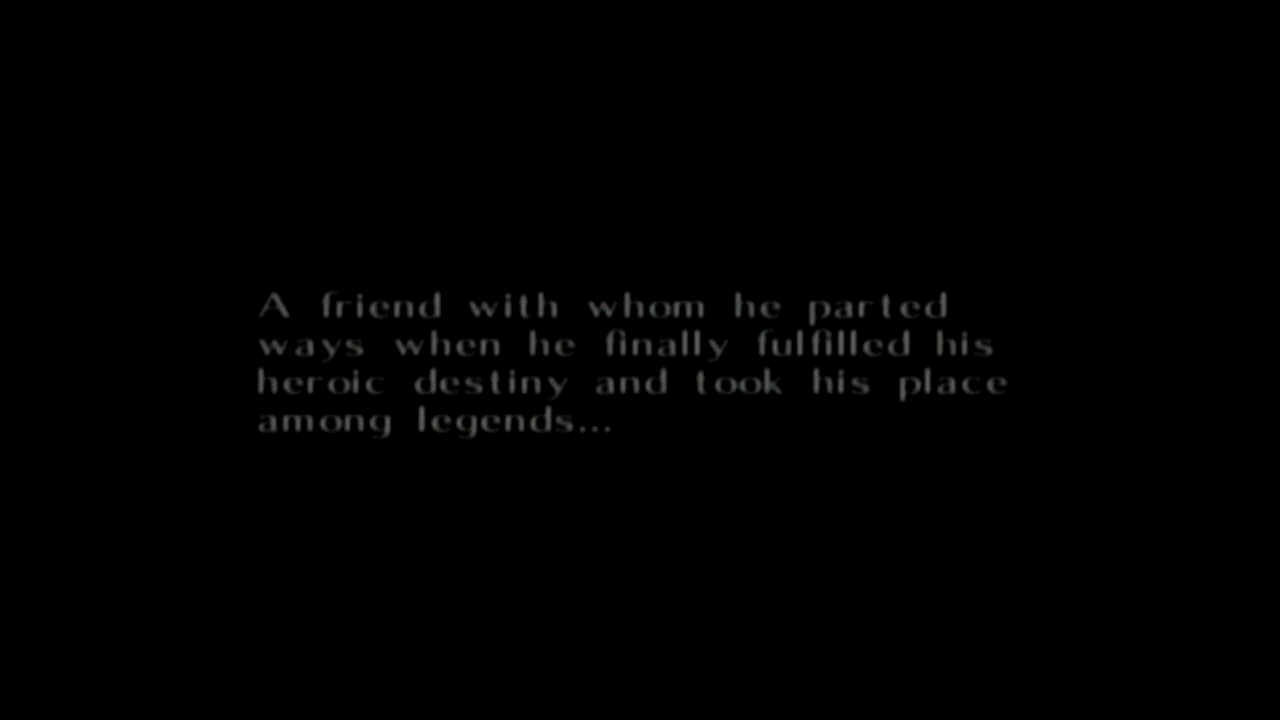 A friend with whom he parted
ways when he finally fulfilled his
heroic destiny and took his place
among legends...